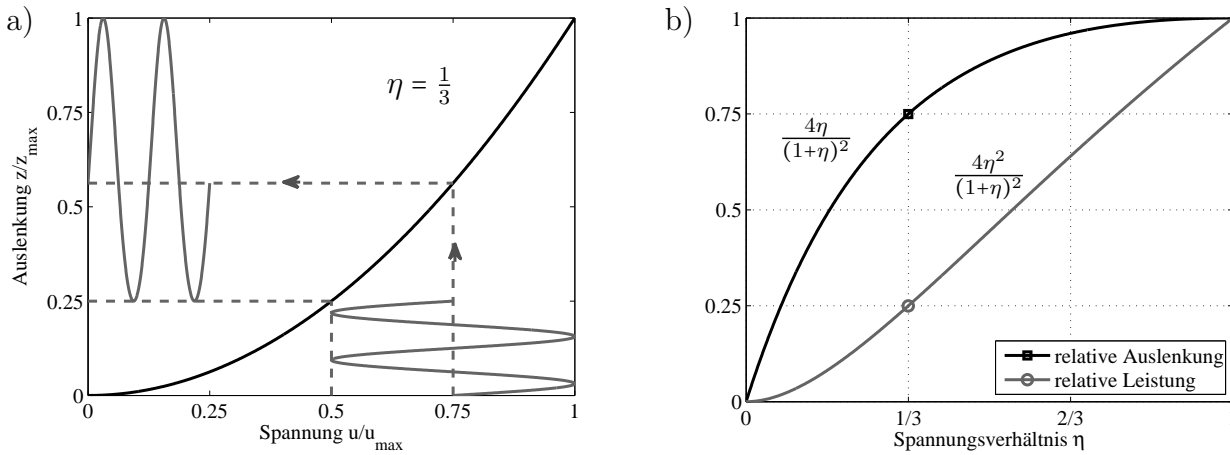 a)
1
0.75
0.5
0.25
0
Auslenkung z/z_max
η = 1/3
0 0.25 0.5 0.75 1
Spannung u/u_max
b)
1
0.75
0.5
0.25
0
4η/(1+η)²
4η²/(1+η)²
relative Auslenkung
relative Leistung
0 1/3 2/3
Spannungsverhältnis η